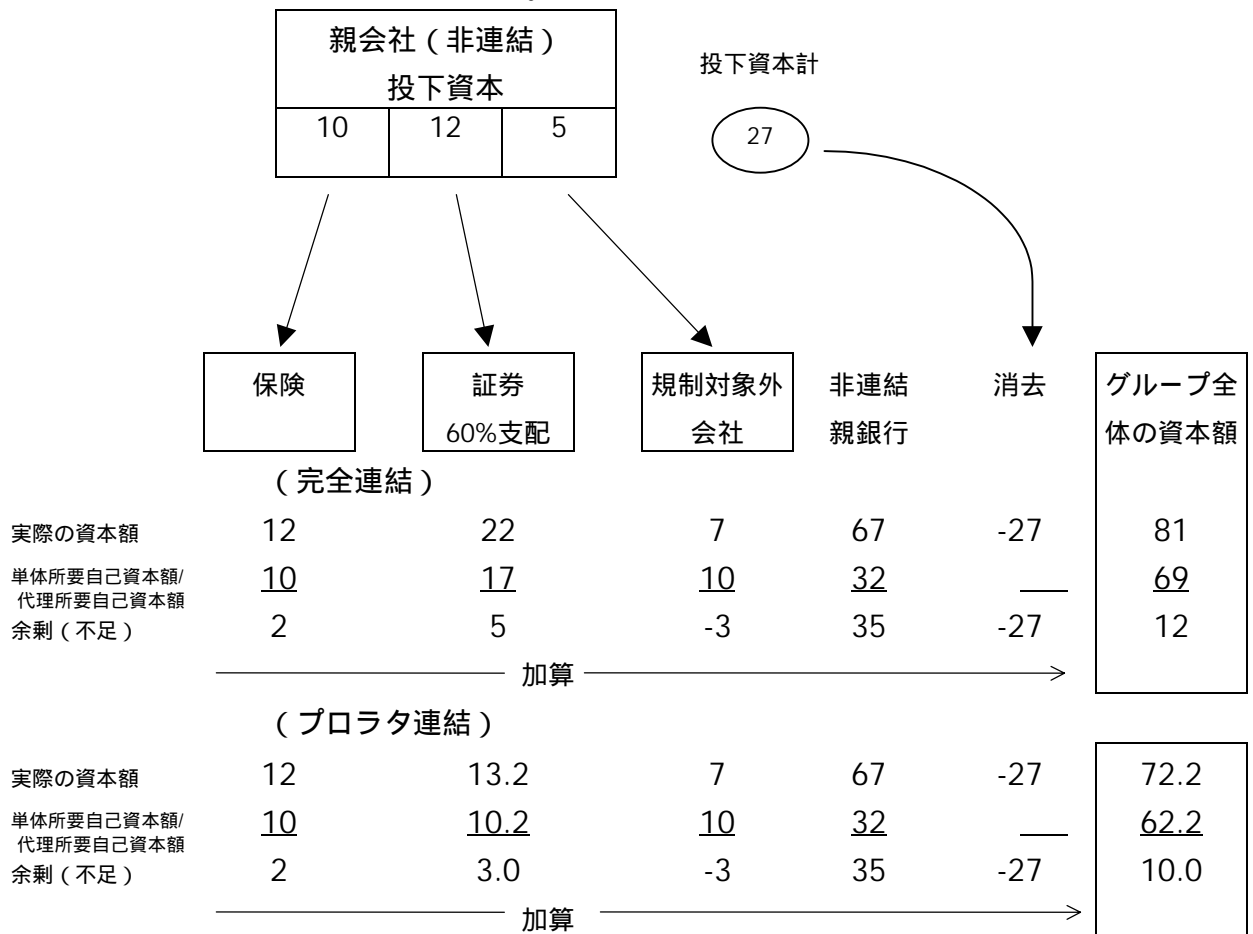 親会社（非連結）
投下資本
10 12 5
投下資本計
27
保険 証券 規制対象外 非連結 消去 グループ全
60%支配 会社 親銀行 体の資本額
（完全連結）
実際の資本額 12 22 7 67 -27 81
単体所要自己資本額/
代理所要自己資本額 10 17 10 32 69
余剰（不足） 2 5 -3 35 -27 12
加算
（プロラタ連結）
実際の資本額 12 13.2 7 67 -27 72.2
単体所要自己資本額/
代理所要自己資本額 10 10.2 10 32 62.2
余剰（不足） 2 3.0 -3 35 -27 10.0
加算